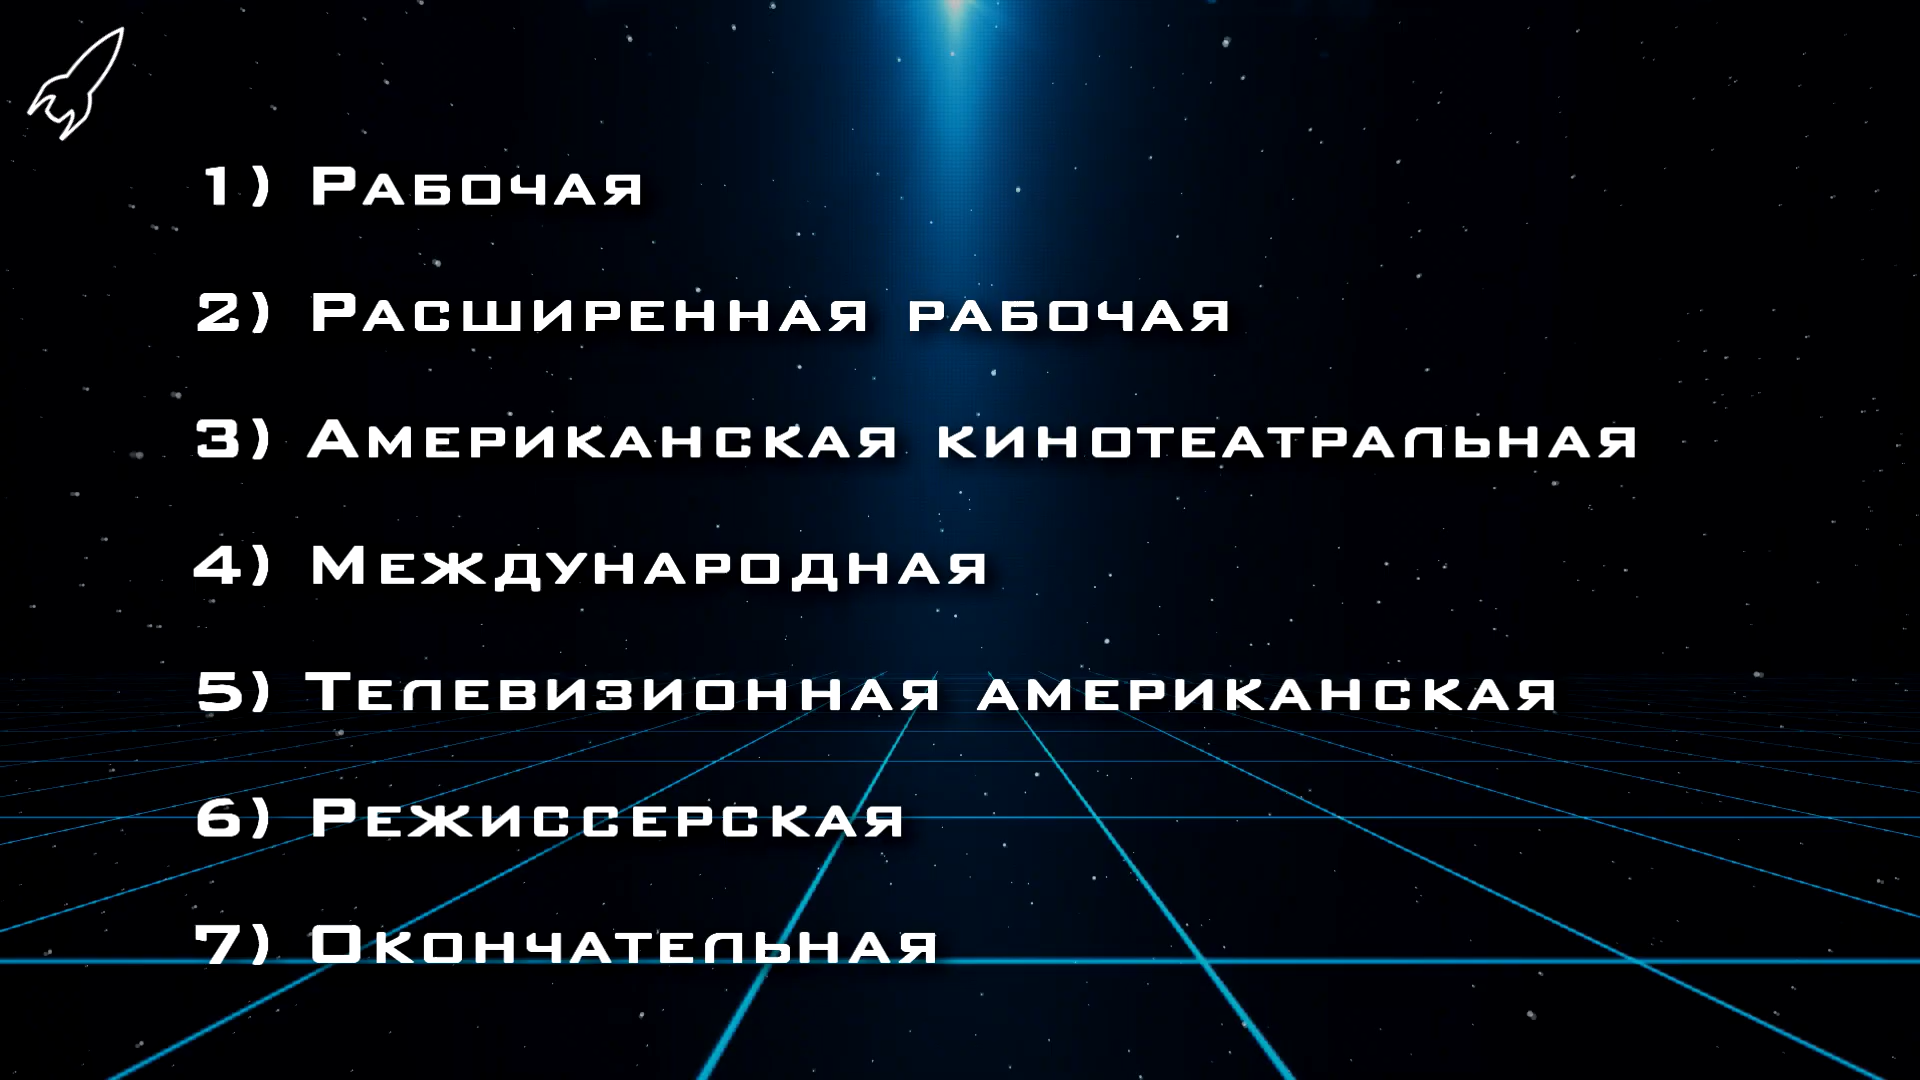 1) Рабочая
2) Расширенная рабочая
3) Американская кинотеатральная
4) Международная
5) Телевизионная американская
6) Режиссерская
7) Окончательная